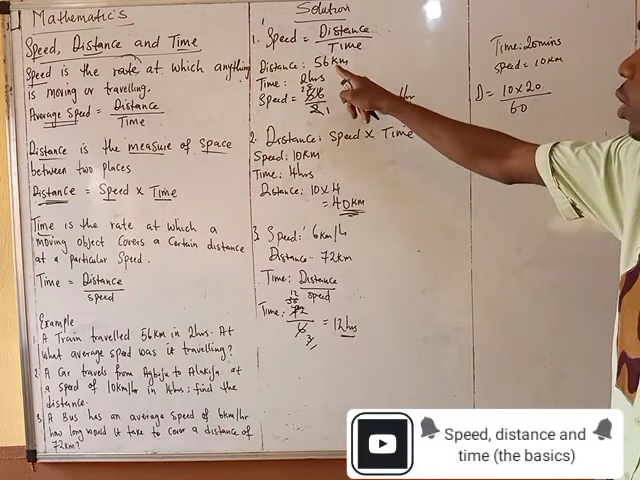 Mathematics
Speed, Distance and Time
Speed is the rate at which anything
is moving or travelling.
Average Speed = Distance
Time
Distance is the measure of space
between two places
Distance = Speed × Time
Time is the rate at which a
moving object covers a certain distance
at a particular speed.
Time = Distance
speed
Example
1. A Train travelled 56km in 2hrs. At
what average speed was it travelling?
2. A Car travels from Agbeju to Alakija at
a speed of 10km/hr in 4hrs; find the
distance.
3. A Bus has an average speed of 6km/hr
how long would it take to cover a distance of
72km?
Solution
1. Speed = Distance
Time
Distance: 56km
Time: 2hrs
Speed = 56
2
/hr
2. Distance: Speed × Time
Speed: 10km
Time: 4hrs
Distance: 10×4
= 40km
3. Speed: 6km/hr
Distance - 72km
Time: Distance
speed
Time: 72
6
= 12hrs
Time: 20mins
speed = 10km
D = 10×20
60
Speed, distance and
time (the basics)